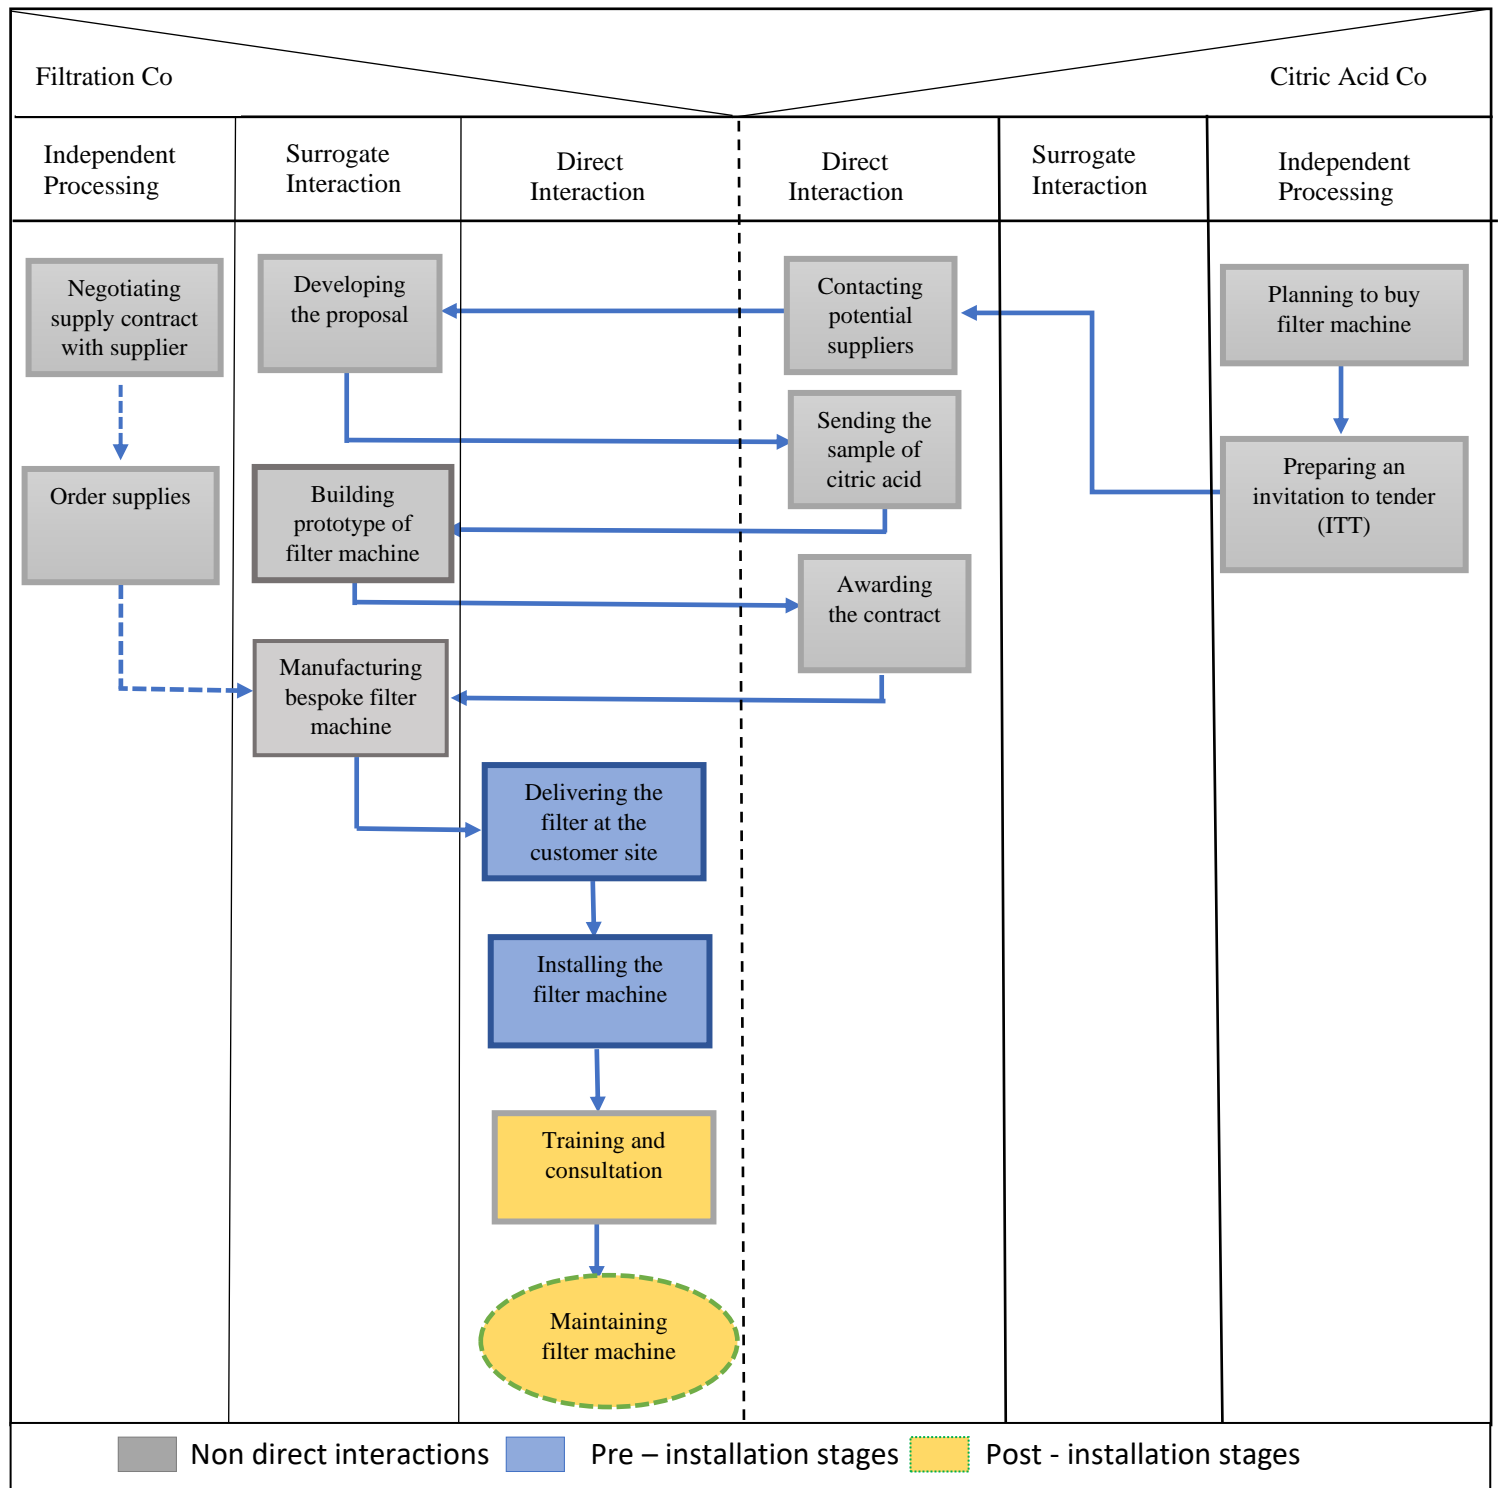 Filtration Co
Citric Acid Co
Independent
Processing
Surrogate
Interaction
Direct
Interaction
Direct
Interaction
Surrogate
Interaction
Independent
Processing
Negotiating
supply contract
with supplier
Developing
the proposal
Contacting
potential
suppliers
Planning to buy
filter machine
Sending the
sample of
citric acid
Order supplies
Building
prototype of
filter machine
Preparing an
invitation to tender
(ITT)
Awarding
the contract
Manufacturing
bespoke filter
machine
Delivering the
filter at the
customer site
Installing the
filter machine
Training and
consultation
Maintaining
filter machine
Non direct interactions
Pre – installation stages
Post - installation stages